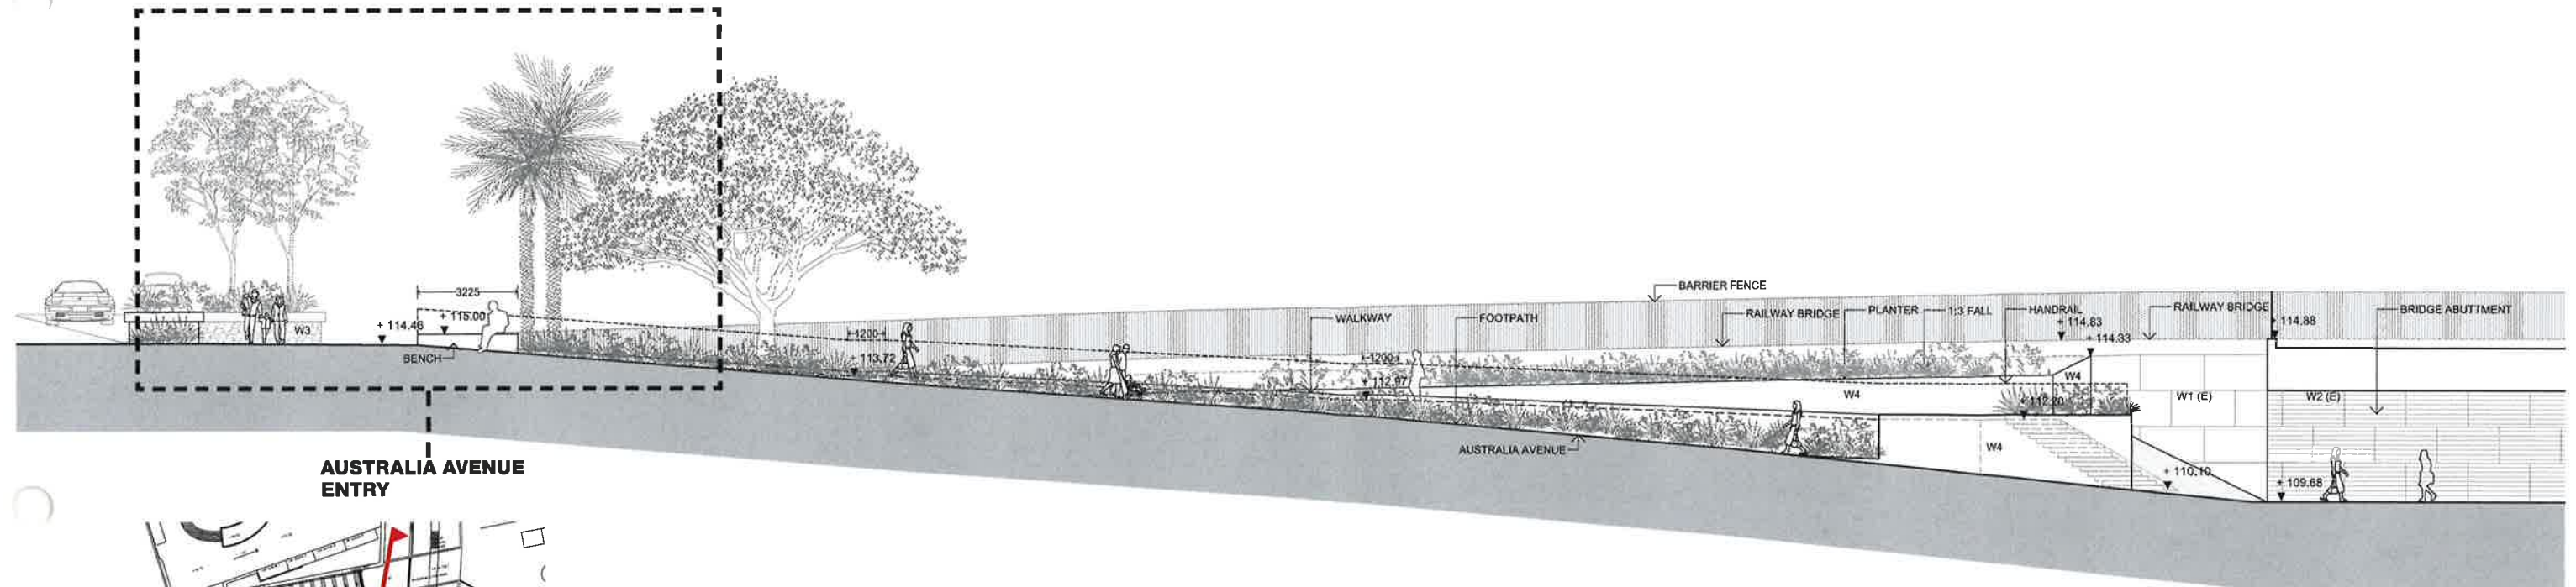 BARRIER FENCE
3225
+ 115.00
+ 114.46
W3
BENCH
1200
+ 113.72
WALKWAY
FOOTPATH
RAILWAY BRIDGE
PLANTER
1:3 FALL
HANDRAIL
+ 114.83
+ 114.33
RAILWAY BRIDGE
+ 114.88
BRIDGE ABUTTMENT
1200
+ 112.97
W4
W4
+ 112.20
W1 (E)
W2 (E)
AUSTRALIA AVENUE
W4
+ 110.10
+ 109.68
AUSTRALIA AVENUE
ENTRY